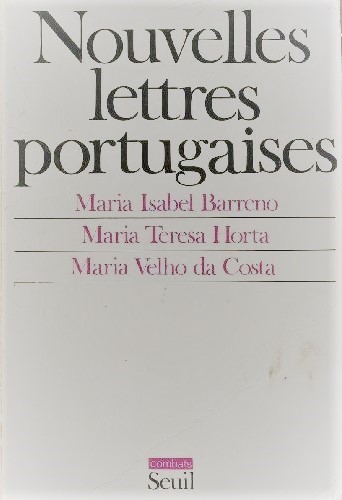 Nouvelles
lettres
portugaises
Maria Isabel Barreno
Maria Teresa Horta
Maria Velho da Costa
combats
Seuil